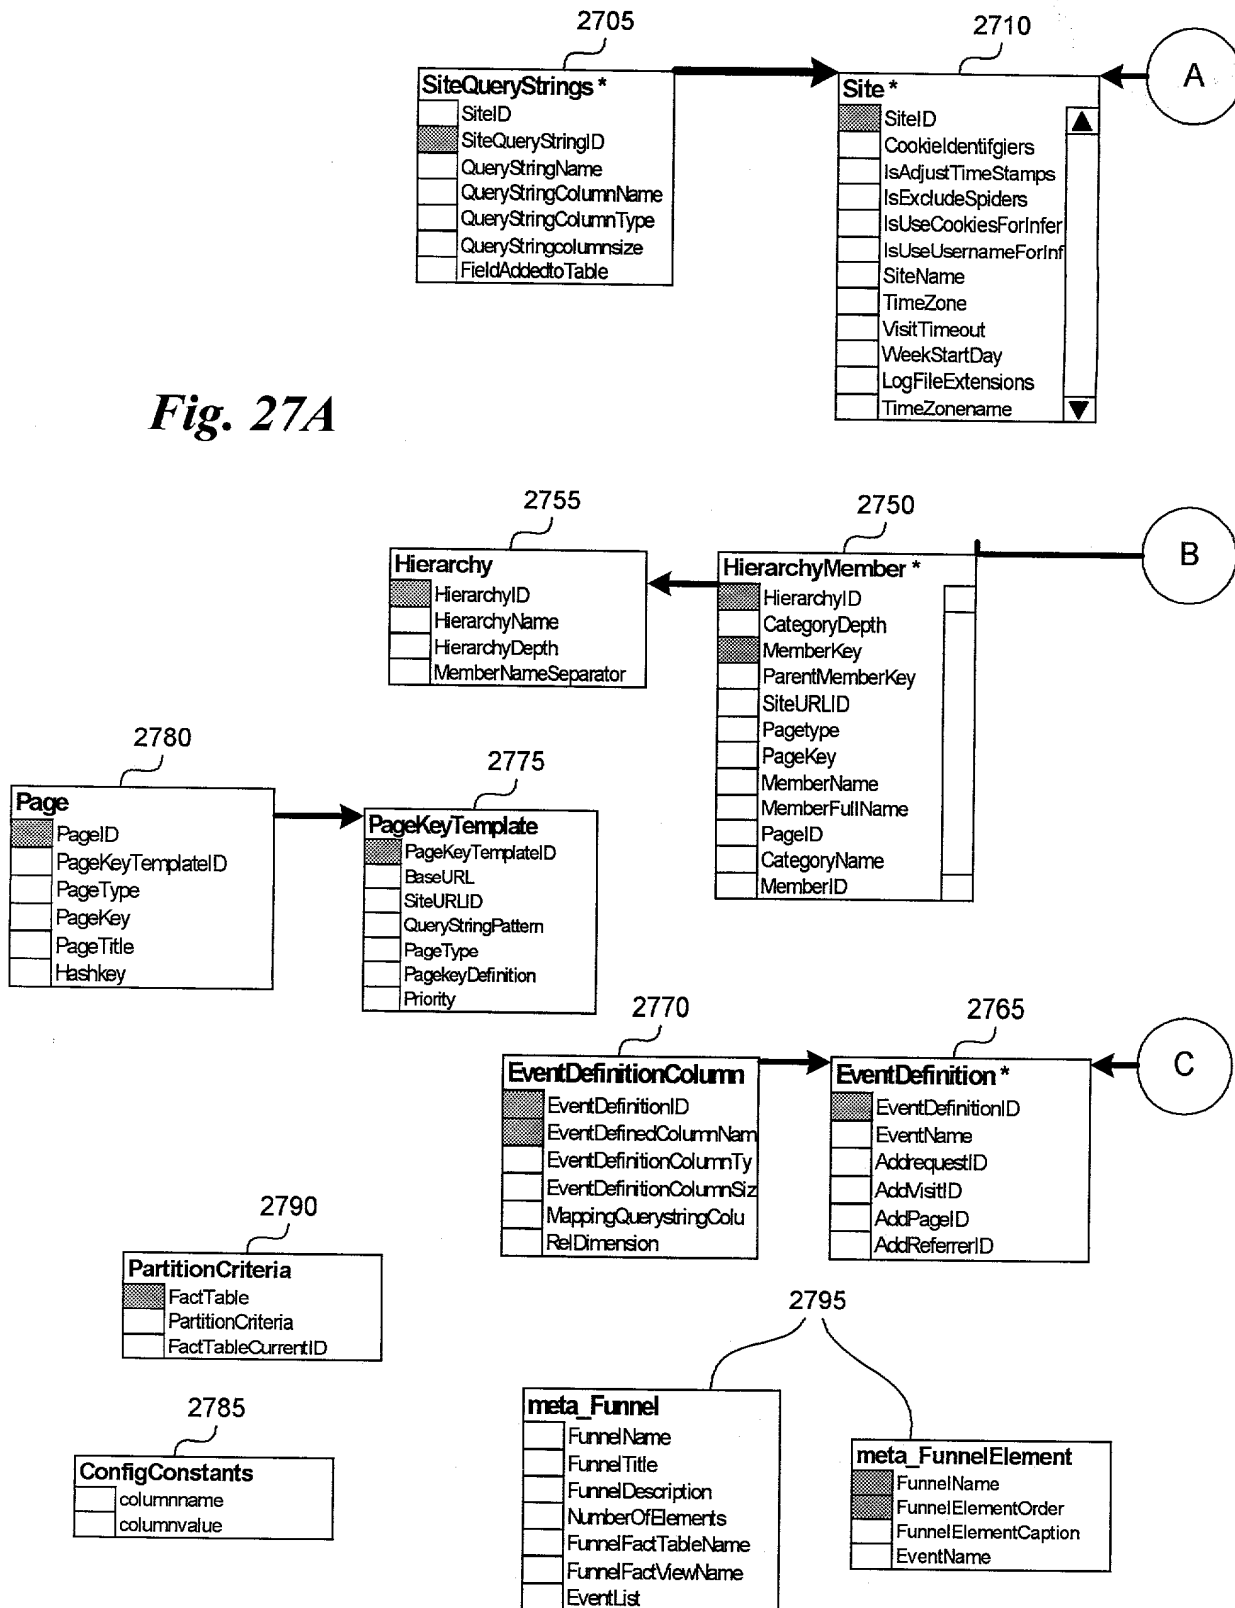 2705
SiteQueryStrings *
SiteID
SiteQueryStringID
QueryStringName
QueryStringColumnName
QueryStringColumnType
QueryStringcolumnsize
FieldAddedtoTable
2710
Site *
SiteID
CookieIdentifgiers
IsAdjustTimeStamps
IsExcludeSpiders
IsUseCookiesForInfer
IsUseUsernameForInf
SiteName
TimeZone
VisitTimeout
WeekStartDay
LogFileExtensions
TimeZonename
A
Fig. 27A
2755
Hierarchy
HierarchyID
HierarchyName
HierarchyDepth
MemberNameSeparator
2750
HierarchyMember *
HierarchyID
CategoryDepth
MemberKey
ParentMemberKey
SiteURLID
Pagetype
PageKey
MemberName
MemberFullName
PageID
CategoryName
MemberID
B
2780
Page
PageID
PageKeyTemplateID
PageType
PageKey
PageTitle
Hashkey
2775
PageKeyTemplate
PageKeyTemplateID
BaseURL
SiteURLID
QueryStringPattern
PageType
PagekeyDefinition
Priority
2770
EventDefinitionColumn
EventDefinitionID
EventDefinedColumnNam
EventDefinitionColumnTy
EventDefinitionColumnSiz
MappingQuerystringColu
RelDimension
2765
EventDefinition *
EventDefinitionID
EventName
AddrequestID
AddVisitID
AddPageID
AddReferrerID
C
2790
PartitionCriteria
FactTable
PartitionCriteria
FactTableCurrentID
2785
ConfigConstants
columnname
columnvalue
2795
meta_Funnel
FunnelName
FunnelTitle
FunnelDescription
NumberOfElements
FunnelFactTableName
FunnelFactViewName
EventList
meta_FunnelElement
FunnelName
FunnelElementOrder
FunnelElementCaption
EventName